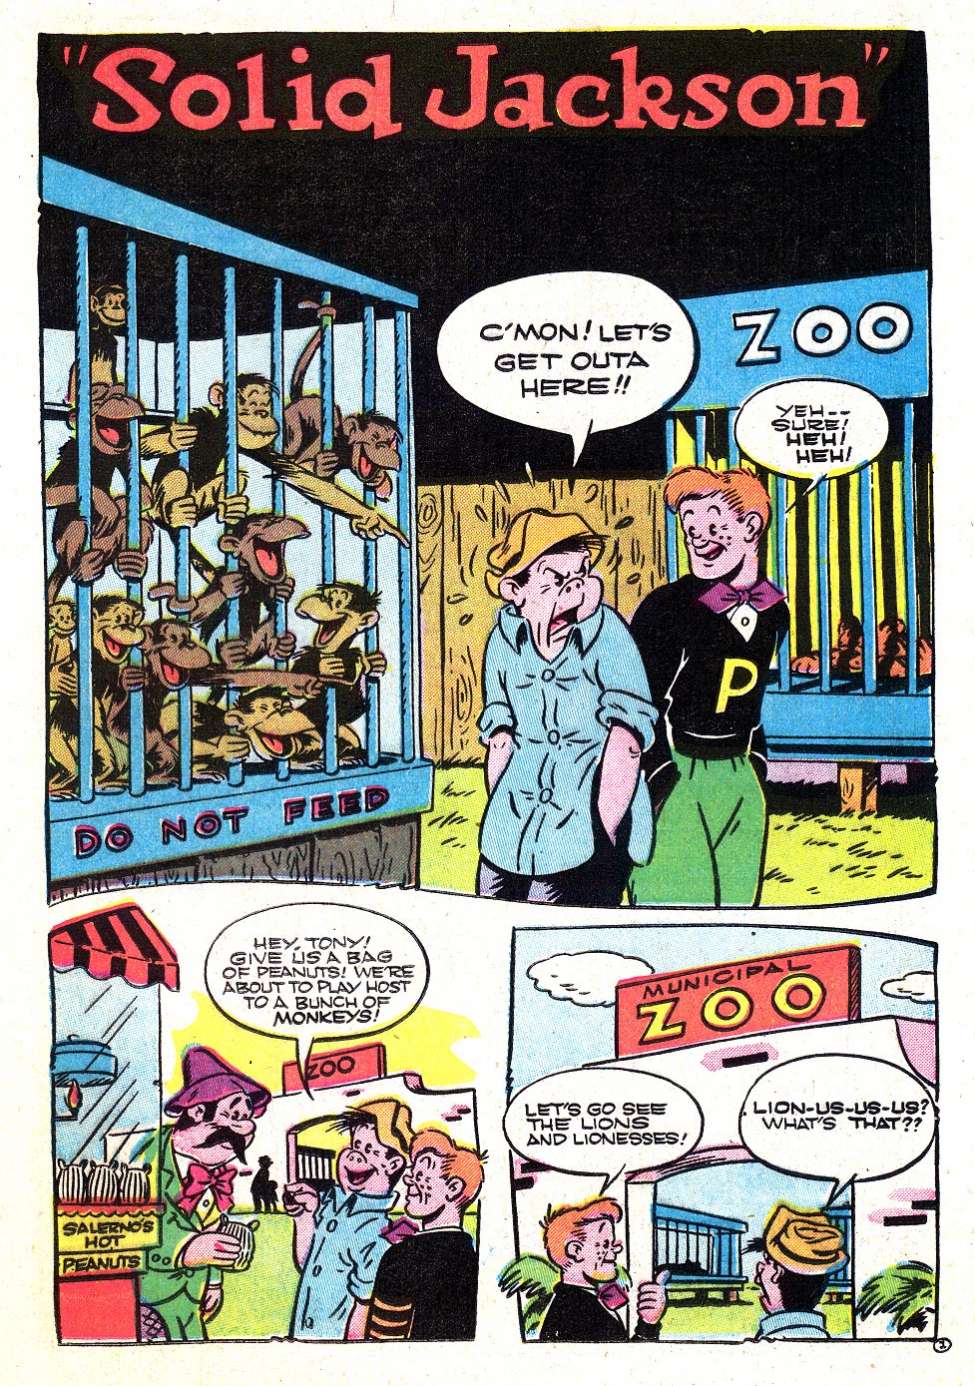 "Solid Jackson"
C'MON! LET'S
GET OUTA
HERE!!
ZOO
YEH--
SURE!
HEH!
HEH!
P
DO NOT FEED
HEY, TONY!
GIVE US A BAG
OF PEANUTS! WE'RE
ABOUT TO PLAY HOST
TO A BUNCH OF
MONKEYS!
ZOO
SALERNO'S
HOT
PEANUTS
MUNICIPAL
ZOO
LET'S GO SEE
THE LIONS
AND LIONESSES!
LION-US-US-US?
WHAT'S THAT??
1